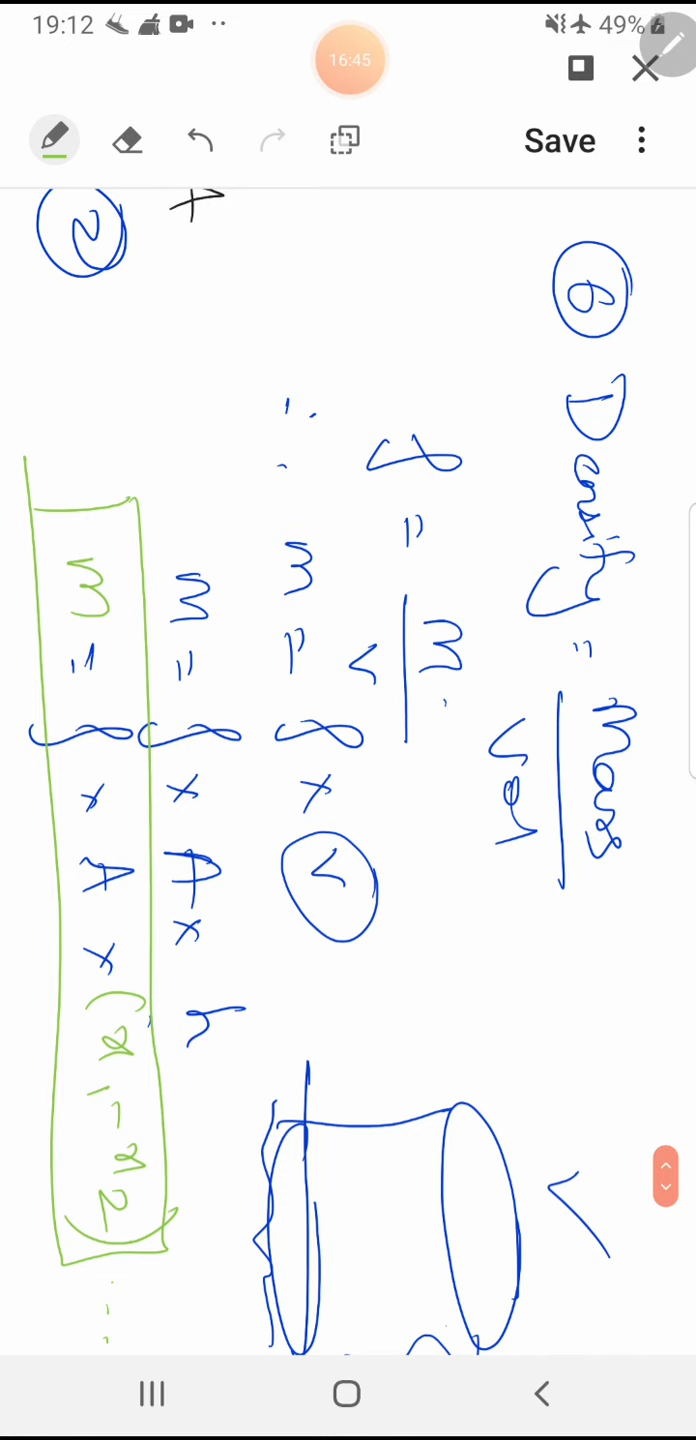 19:12 49%
16:45
Save
6 Density = Mass
Vol
ρ = m
V
∴ m = ρ × V
m = ρ × A × h
m = ρ × A × (x1 - x2)
2
V